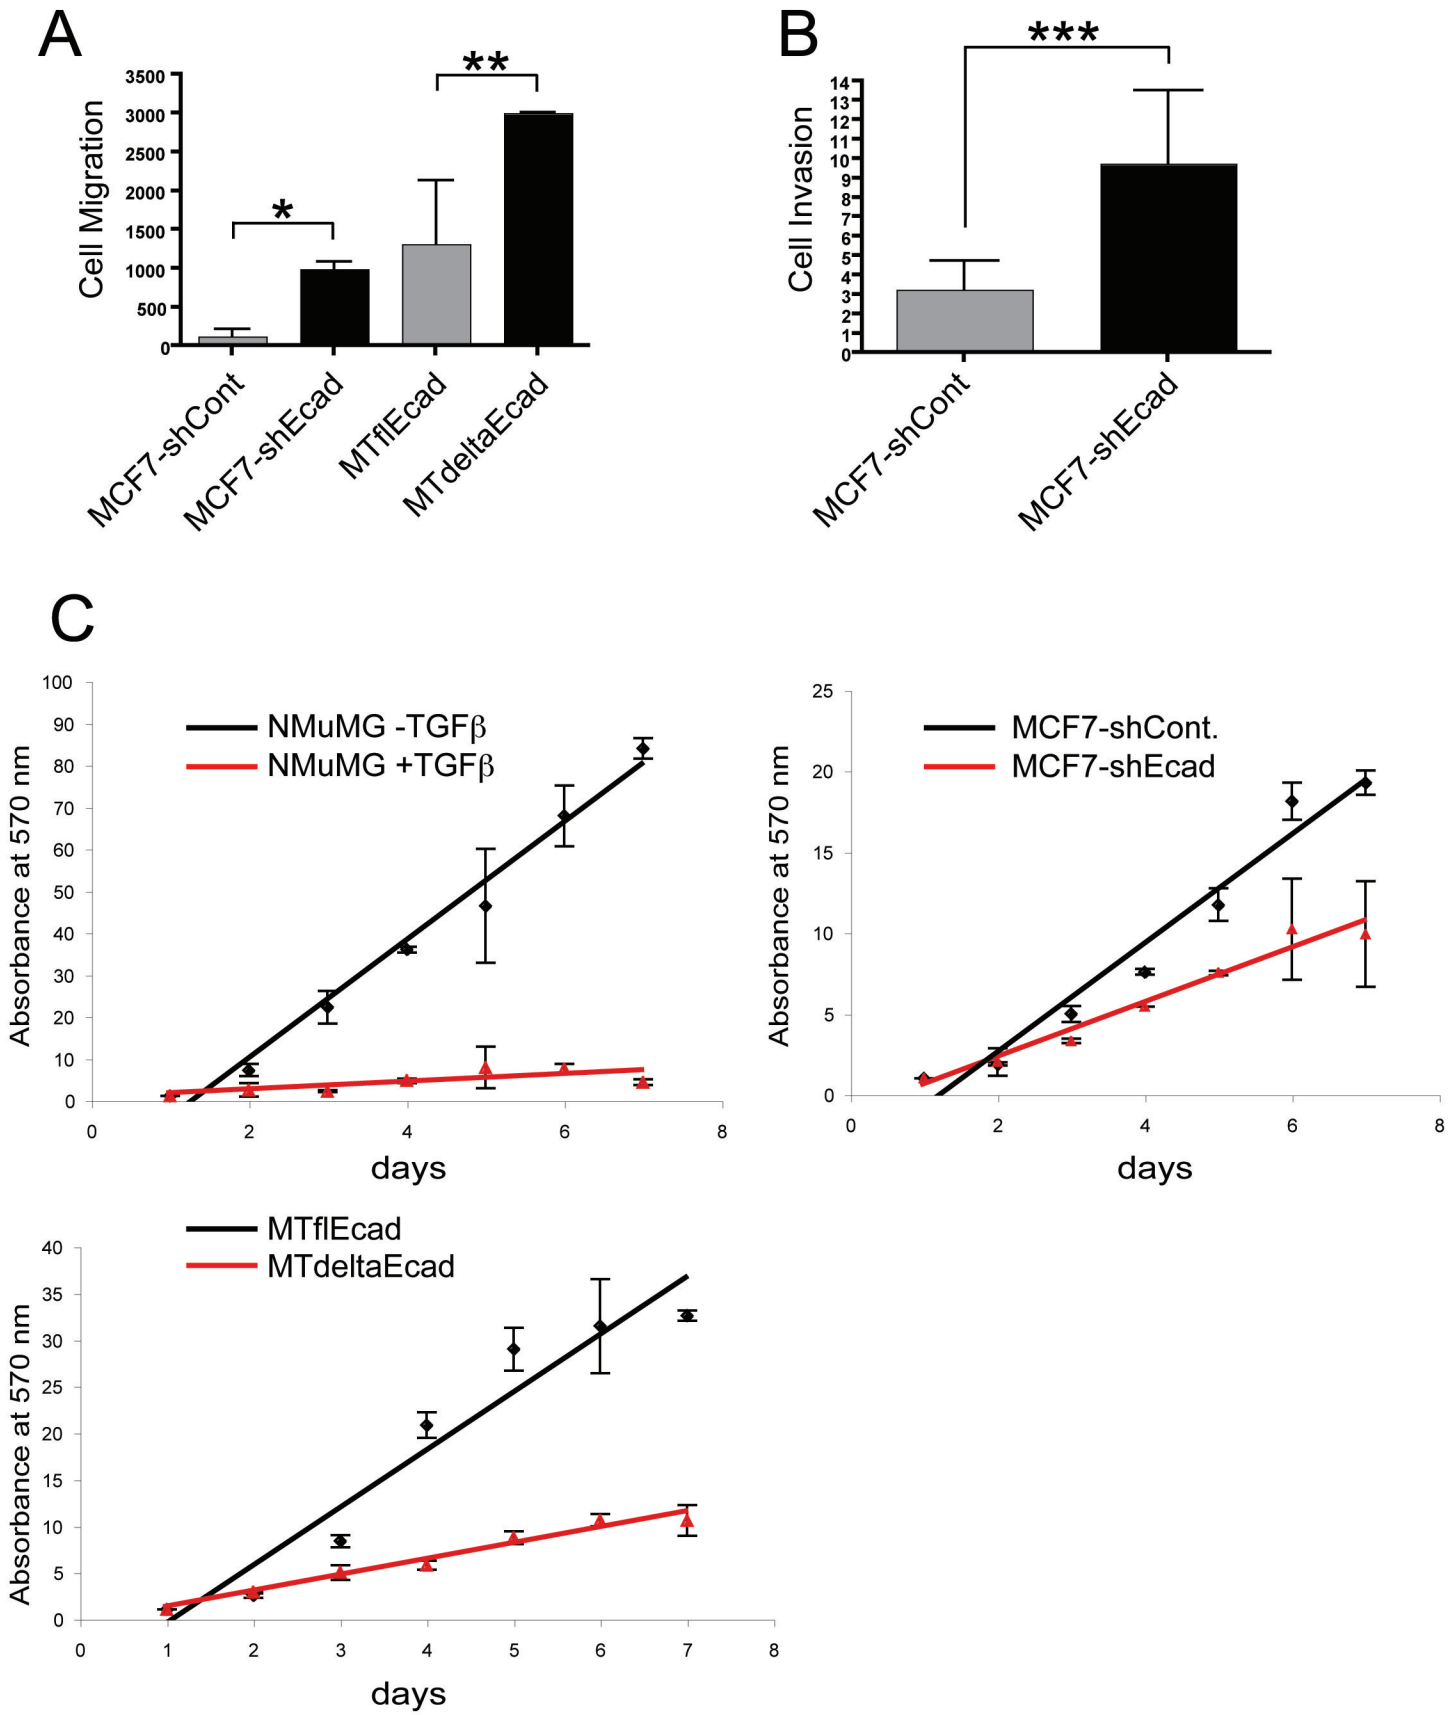 A
**
*
3500
3000
2500
2000
1500
1000
500
0
Cell Migration
MCF7-shCont
MCF7-shEcad
MTflEcad
MTdeltaEcad
B
***
14
13
12
11
10
9
8
7
6
5
4
3
2
1
0
Cell Invasion
MCF7-shCont
MCF7-shEcad
C
NMuMG -TGFβ
NMuMG +TGFβ
100
90
80
70
60
50
40
30
20
10
0
Absorbance at 570 nm
0 2 4 6 8
days
MCF7-shCont.
MCF7-shEcad
25
20
15
10
5
0
Absorbance at 570 nm
0 2 4 6 8
days
MTflEcad
MTdeltaEcad
40
35
30
25
20
15
10
5
0
Absorbance at 570 nm
0 1 2 3 4 5 6 7 8
days